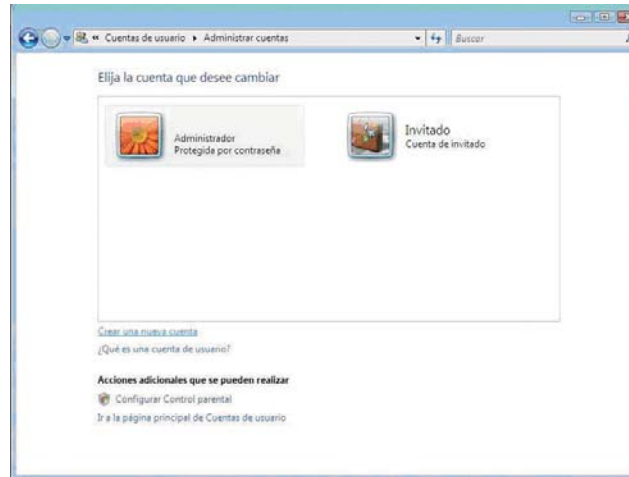 « Cuentas de usuario ▸ Administrar cuentas
Buscar
Elija la cuenta que desee cambiar
Administrador
Protegida por contraseña
Invitado
Cuenta de invitado
Crear una nueva cuenta
¿Qué es una cuenta de usuario?
Acciones adicionales que se pueden realizar
Configurar Control parental
Ir a la página principal de Cuentas de usuario